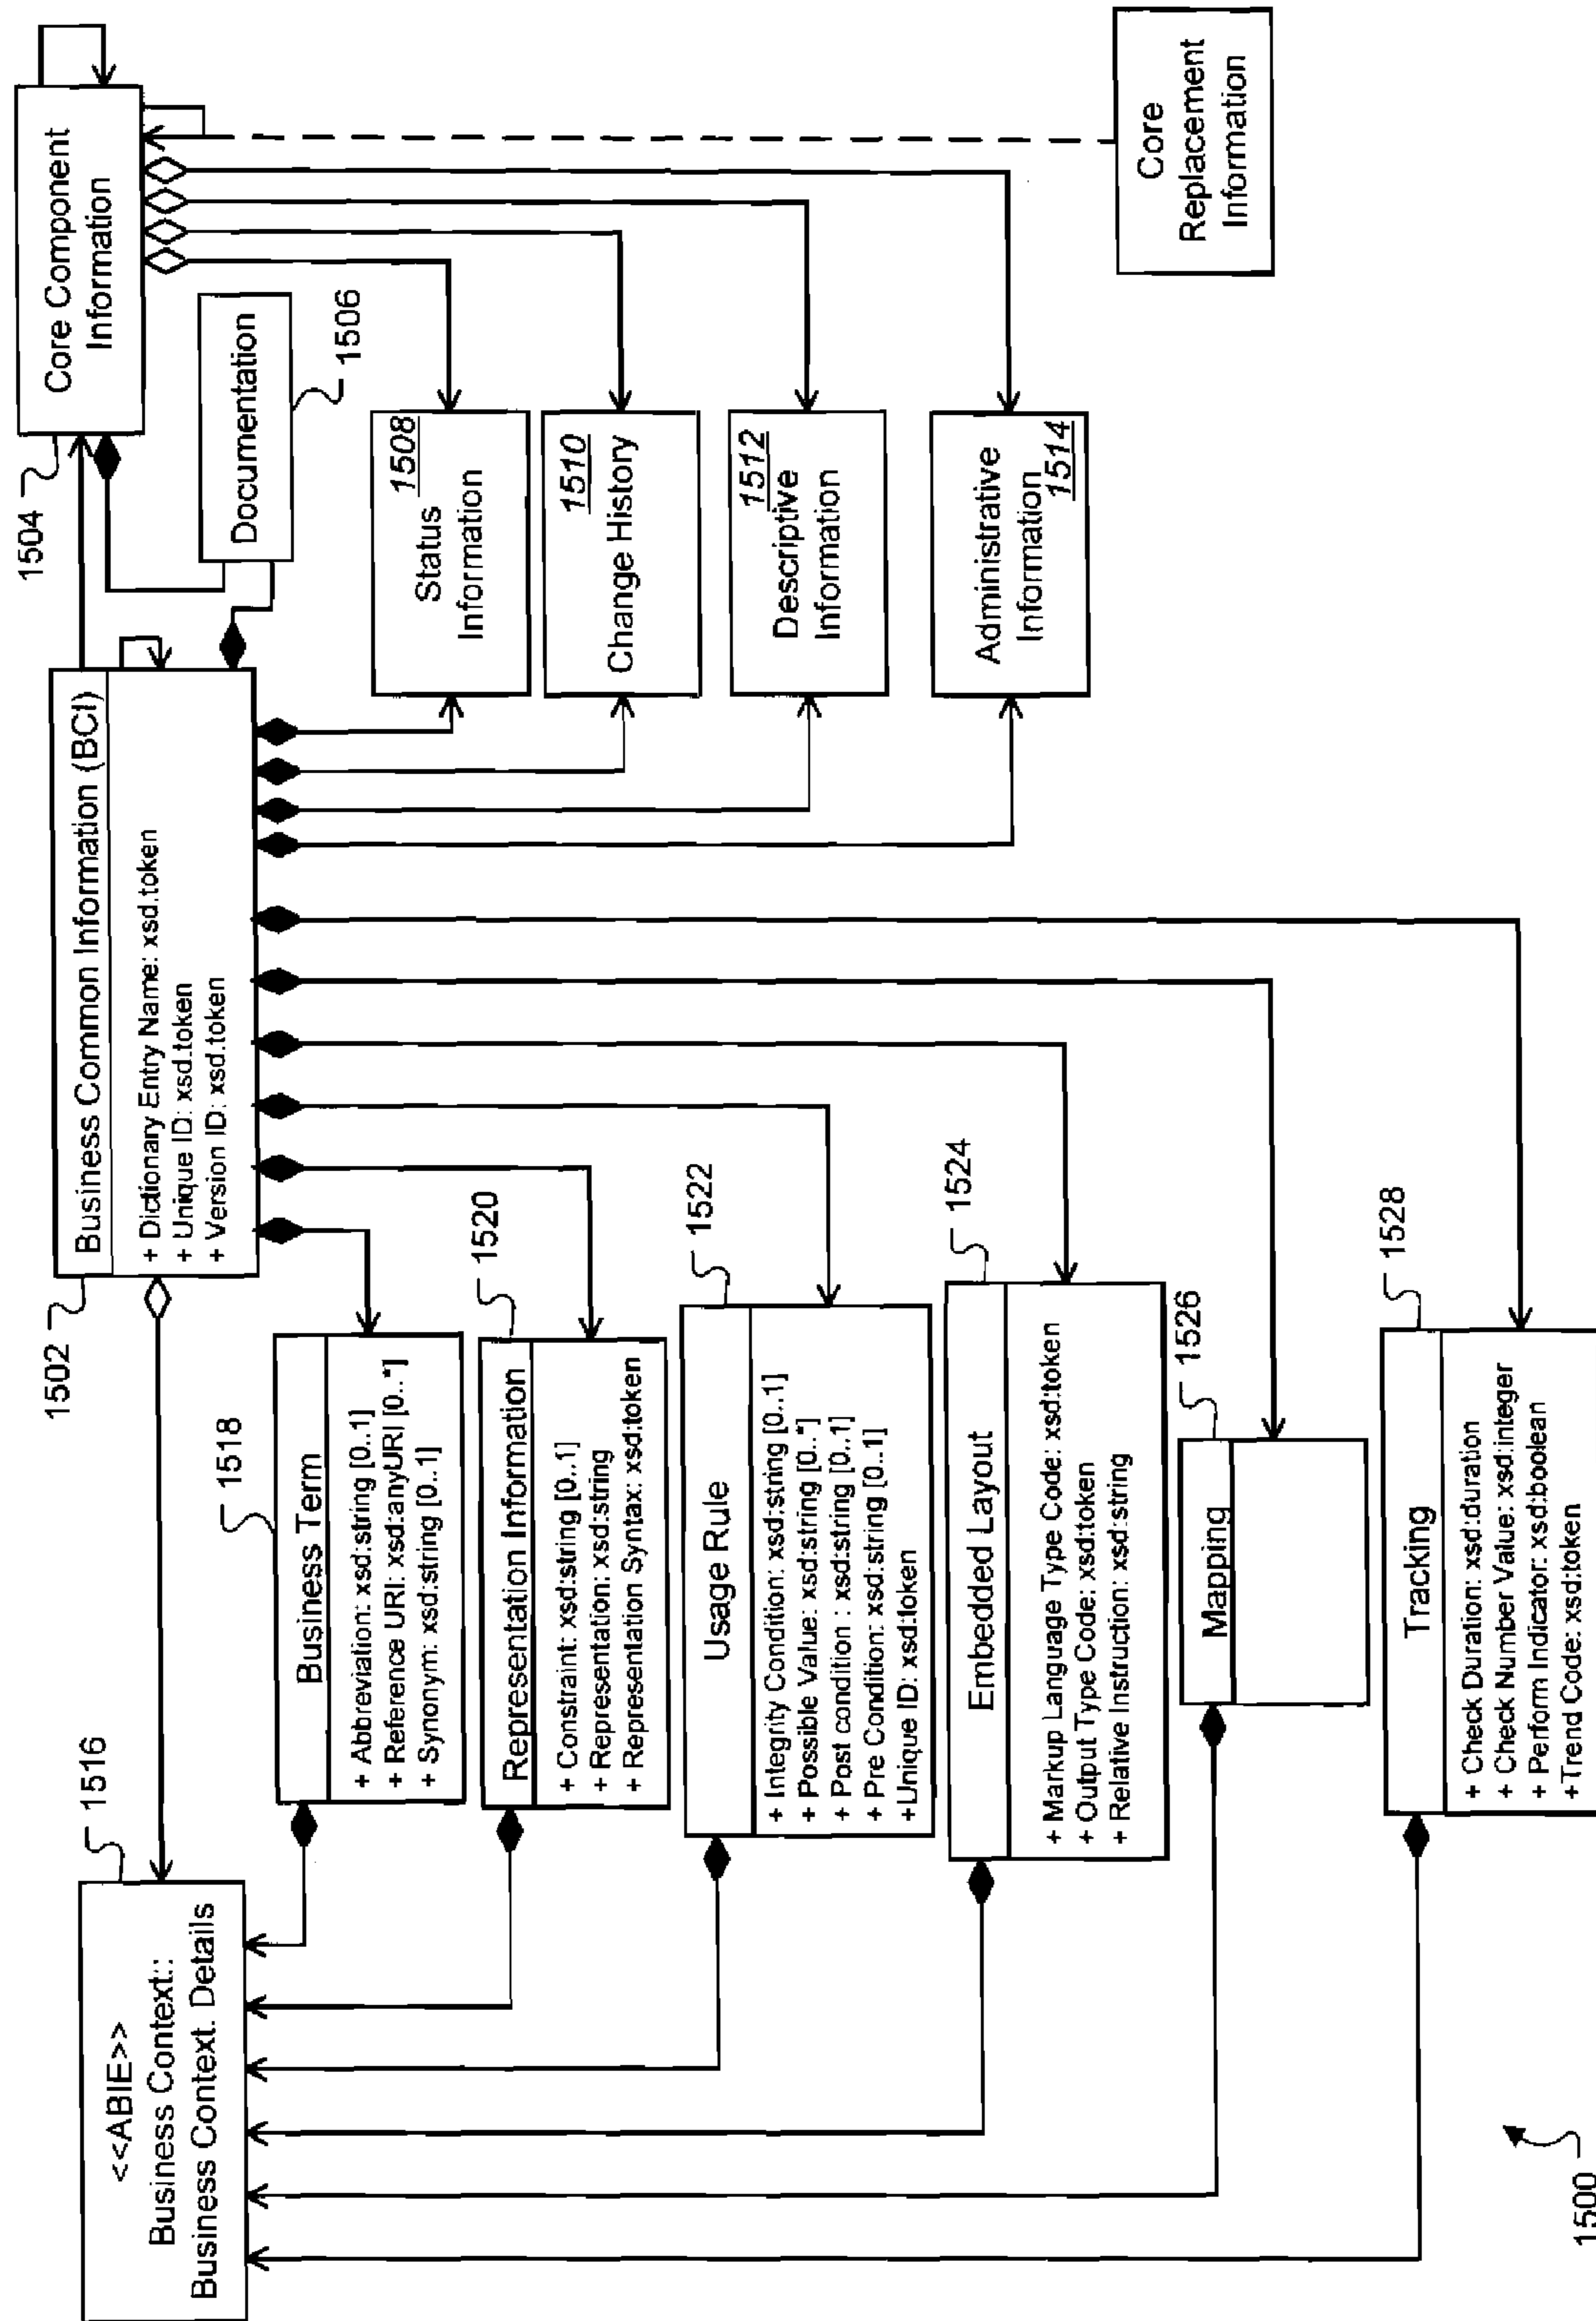 1516
<<ABIE>>
Business Context::
Business Context. Details
1502
Business Common Information (BCI)
+ Dictionary Entry Name: xsd.token
+ Unique ID: xsd.token
+ Version ID: xsd.token
1504
Core Component
Information
Documentation
1506
1518
Business Term
+ Abbreviation: xsd:string [0..1]
+ Reference URI: xsd:anyURI [0..*]
+ Synonym: xsd:string [0..1]
1520
Representation Information
+ Constraint: xsd:string [0..1]
+ Representation: xsd:string
+ Representation Syntax: xsd:token
1522
Usage Rule
+ Integrity Condition: xsd:string [0..1]
+ Possible Value: xsd:string [0..*]
+ Post condition : xsd:string [0..1]
+ Pre Condition: xsd:string [0..1]
+Unique ID: xsd:token
1524
Embedded Layout
+ Markup Language Type Code: xsd:token
+ Output Type Code: xsd:token
+ Relative Instruction: xsd:string
1526
Mapping
1528
Tracking
+ Check Duration: xsd:duration
+ Check Number Value: xsd:integer
+ Perform Indicator: xsd:boolean
+Trend Code: xsd:token
1508
Status
Information
1510
Change History
1512
Descriptive
Information
Administrative
Information
1514
Core
Replacement
Information
1500